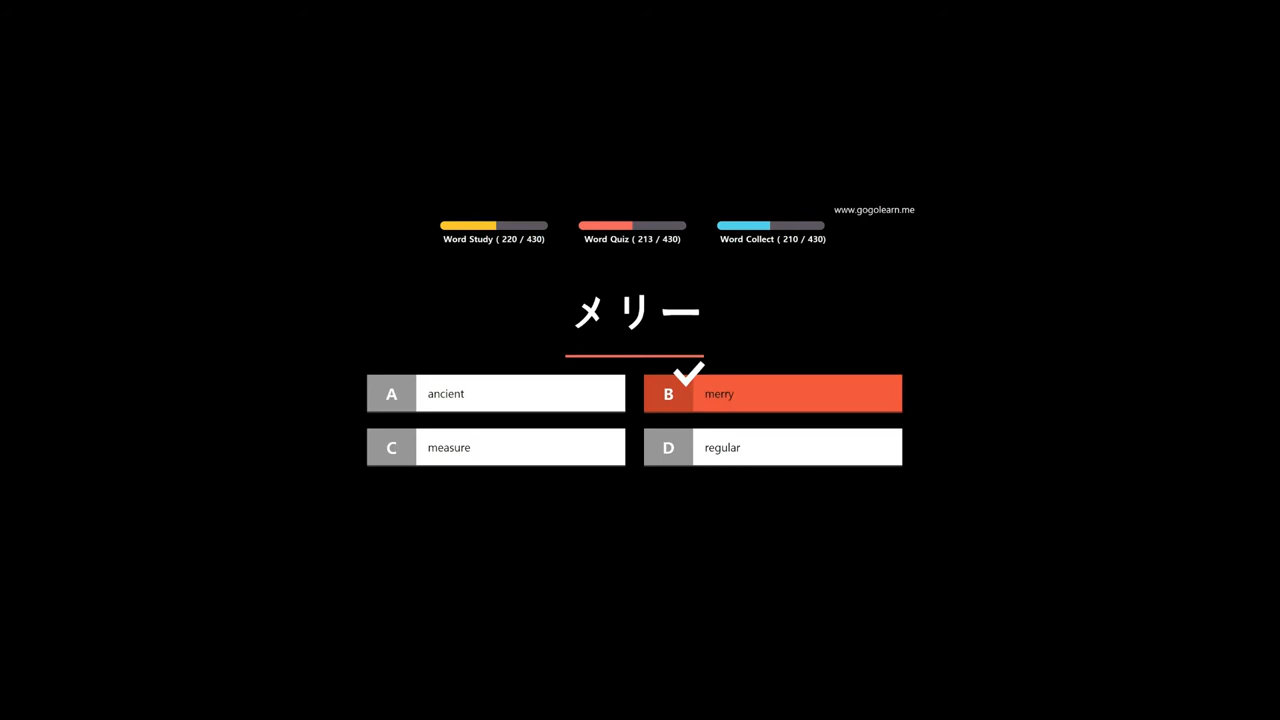 www.gogolearn.me
Word Study ( 220 / 430) Word Quiz ( 213 / 430) Word Collect ( 210 / 430)
メリー
A ancient B merry
C measure D regular